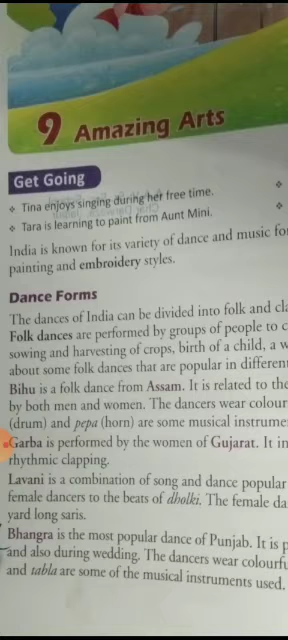 9 Amazing Arts
Get Going
❖ Tina enjoys singing during her free time.
❖ Tara is learning to paint from Aunt Mini.
India is known for its variety of dance and music
painting and embroidery styles.
Dance Forms
The dances of India can be divided into folk and
Folk dances are performed by groups of people to
sowing and harvesting of crops, birth of a child, a
about some folk dances that are popular in
Bihu is a folk dance from Assam. It is related to the
by both men and women. The dancers wear
(drum) and pepa (horn) are some musical
Garba is performed by the women of Gujarat. It
rhythmic clapping.
Lavani is a combination of song and dance popular
female dancers to the beats of dholki. The female
yard long saris.
Bhangra is the most popular dance of Punjab. It is
and also during wedding. The dancers wear
and tabla are some of the musical instruments used.